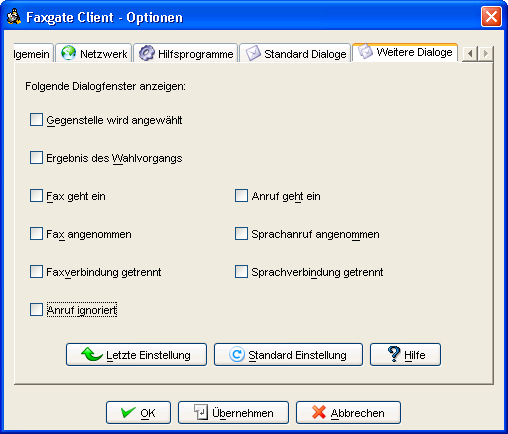 Faxgate Client - Optionen
lgemein Netzwerk Hilfsprogramme Standard Dialoge Weitere Dialoge
Folgende Dialogfenster anzeigen:
Gegenstelle wird angewählt
Ergebnis des Wahlvorgangs
Fax geht ein Anruf geht ein
Fax angenommen Sprachanruf angenommen
Faxverbindung getrennt Sprachverbindung getrennt
Anruf ignoriert
Letzte Einstellung Standard Einstellung Hilfe
OK Übernehmen Abbrechen